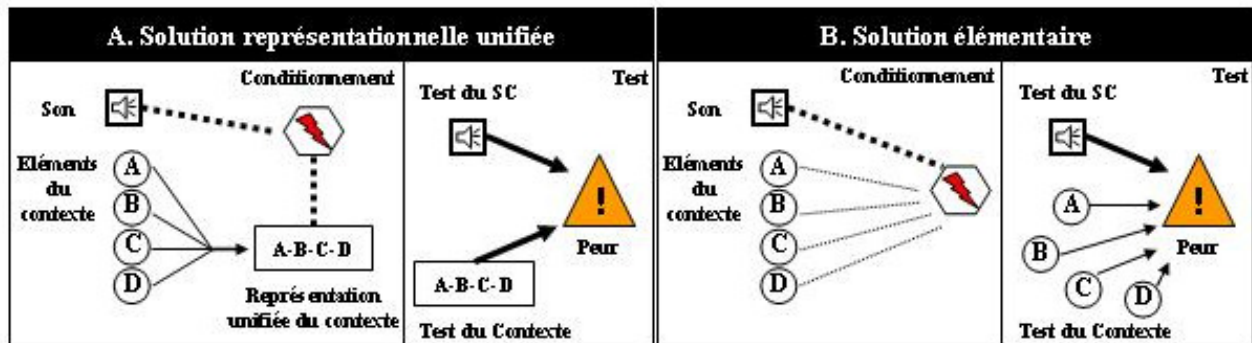 A. Solution représentationnelle unifiée
Conditionnement
Son
Eléments
du
contexte
A
B
C
D
A-B-C-D
Représentation
unifiée du contexte
Test
Test du SC
!
Peur
A-B-C-D
Test du Contexte
B. Solution élémentaire
Conditionnement
Son
Eléments
du
contexte
A
B
C
D
Test
Test du SC
!
A
B
C
D
Peur
Test du Contexte